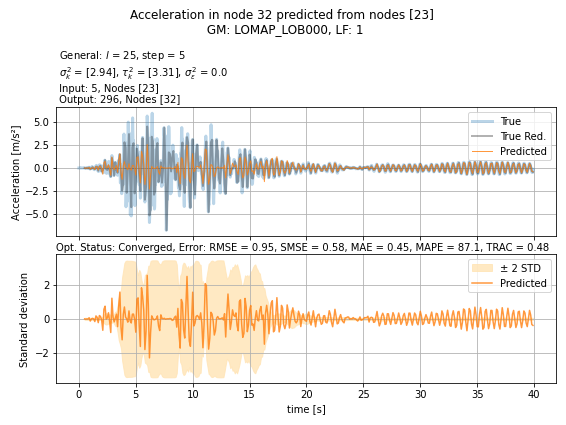 Acceleration in node 32 predicted from nodes [23]
GM: LOMAP_LOB000, LF: 1
General: l = 25, step = 5
σ²ₖ = [2.94], τ²ₖ = [3.31], σ²ₑ = 0.0
Input: 5, Nodes [23]
Output: 296, Nodes [32]
True
True Red.
Predicted
Acceleration [m/s²]
5.0
2.5
0.0
−2.5
−5.0
Opt. Status: Converged, Error: RMSE = 0.95, SMSE = 0.58, MAE = 0.45, MAPE = 87.1, TRAC = 0.48
± 2 STD
Predicted
Standard deviation
2
0
−2
0 5 10 15 20 25 30 35 40
time [s]